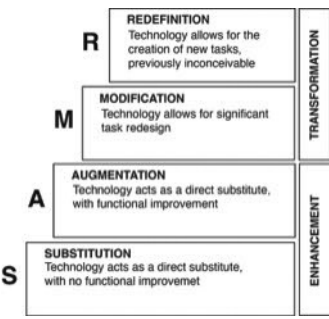 R
REDEFINITION
Technology allows for the
creation of new tasks,
previously inconceivable
M
MODIFICATION
Technology allows for significant
task redesign
TRANSFORMATION
A
AUGMENTATION
Technology acts as a direct substitute,
with functional improvement
S
SUBSTITUTION
Technology acts as a direct substitute,
with no functional improvemet
ENHANCEMENT